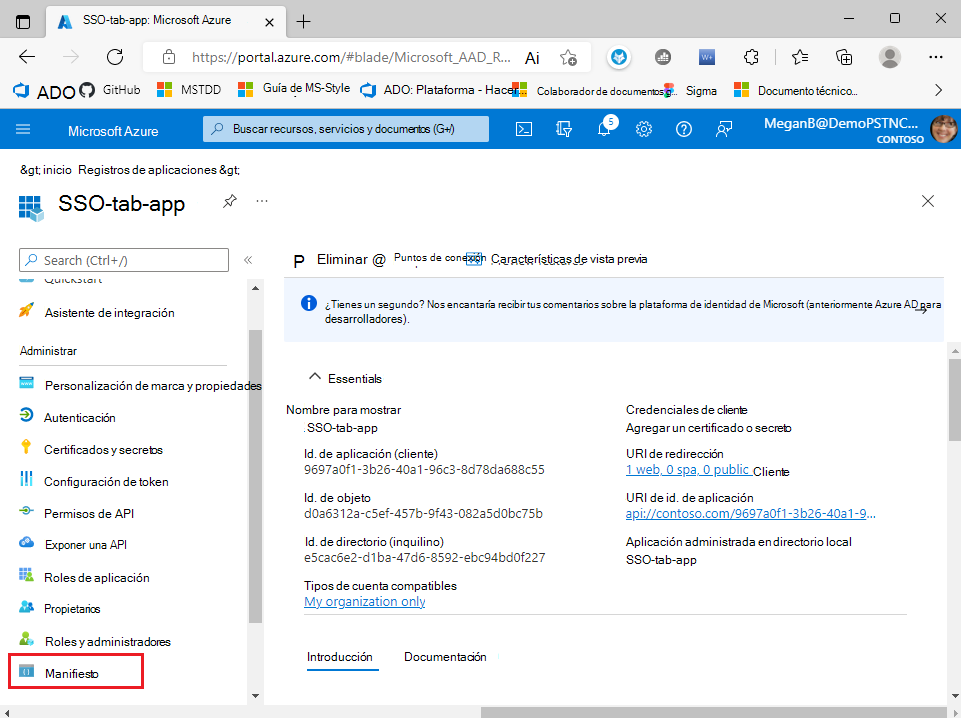 SSO-tab-app: Microsoft Azure
https://portal.azure.com/#blade/Microsoft_AAD_R...
ADO
GitHub
MSTDD
Guía de MS-Style
ADO: Plataforma - Hacer...
Colaborador de documentos...
Sigma
Documento técnico...
Microsoft Azure
Buscar recursos, servicios y documentos (G+/)
5
MeganB@DemoPSTNC...
CONTOSO
&gt; inicio Registros de aplicaciones &gt;
SSO-tab-app
...
Search (Ctrl+/)
«
P Eliminar @ Puntos de conexión Características de vista previa
Quickstart
Asistente de integración
Administrar
Personalización de marca y propiedades
Autenticación
Certificados y secretos
Configuración de token
Permisos de API
Exponer una API
Roles de aplicación
Propietarios
Roles y administradores
Manifiesto
¿Tienes un segundo? Nos encantaría recibir tus comentarios sobre la plataforma de identidad de Microsoft (anteriormente Azure AD para
desarrolladores).
Essentials
Nombre para mostrar
.SSO-tab-app
Id. de aplicación (cliente)
9697a0f1-3b26-40a1-96c3-8d78da688c55
Id. de objeto
d0a6312a-c5ef-457b-9f43-082a5d0bc75b
Id. de directorio (inquilino)
e5cac6e2-d1ba-47d6-8592-ebc94bd0f227
Tipos de cuenta compatibles
My organization only
Credenciales de cliente
Agregar un certificado o secreto
URI de redirección
1 web, 0 spa, 0 public Cliente
URI de id. de aplicación
api://contoso.com/9697a0f1-3b26-40a1-9...
Aplicación administrada en directorio local
SSO-tab-app
Introducción
Documentación